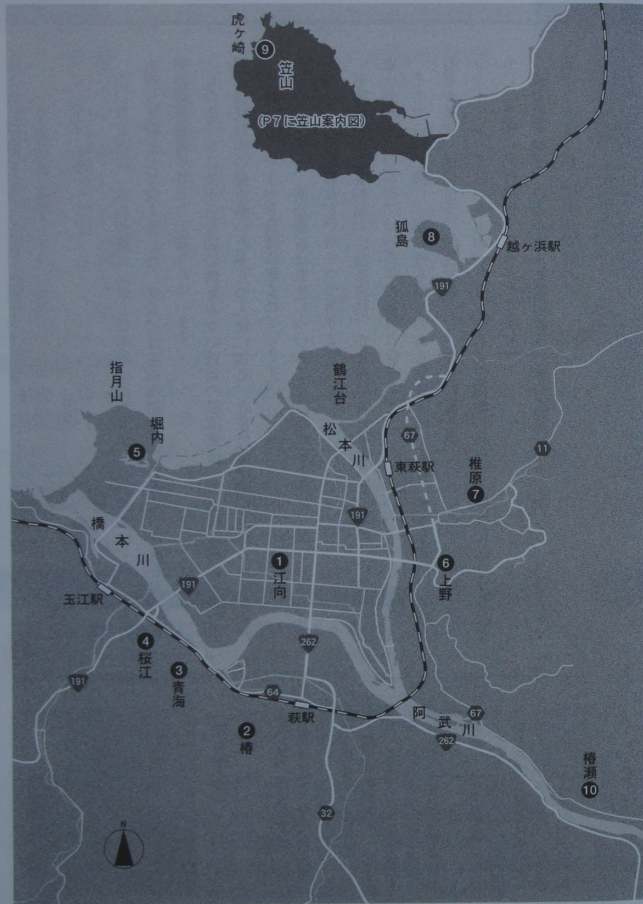 虎ヶ崎
9
笠山
(P7に笠山案内図)
狐島
8
越ヶ浜駅
191
指月山
鶴江台
堀内
5
松本川
67
東萩駅
椎原
7
11
橋本川
191
1
江向
6
上野
玉江駅
191
4
桜江
3
青海
262
191
64
萩駅
2
椿
阿武川
67
262
椿瀬
10
32
N